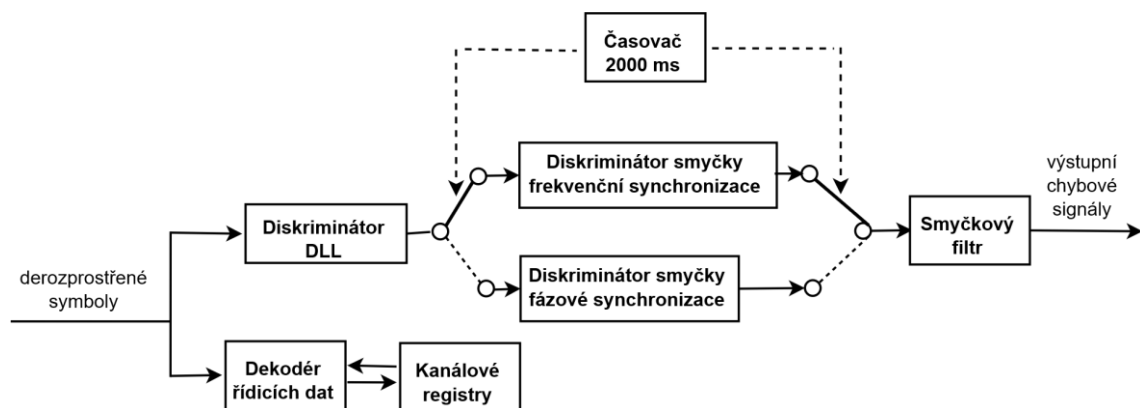 Časovač
2000 ms
Diskriminátor smyčky
frekvenční synchronizace
výstupní
chybové
signály
Diskriminátor
DLL
Smyčkový
filtr
derozprostřené
symboly
Diskriminátor smyčky
fázové synchronizace
Dekodér
řídicích dat
Kanálové
registry